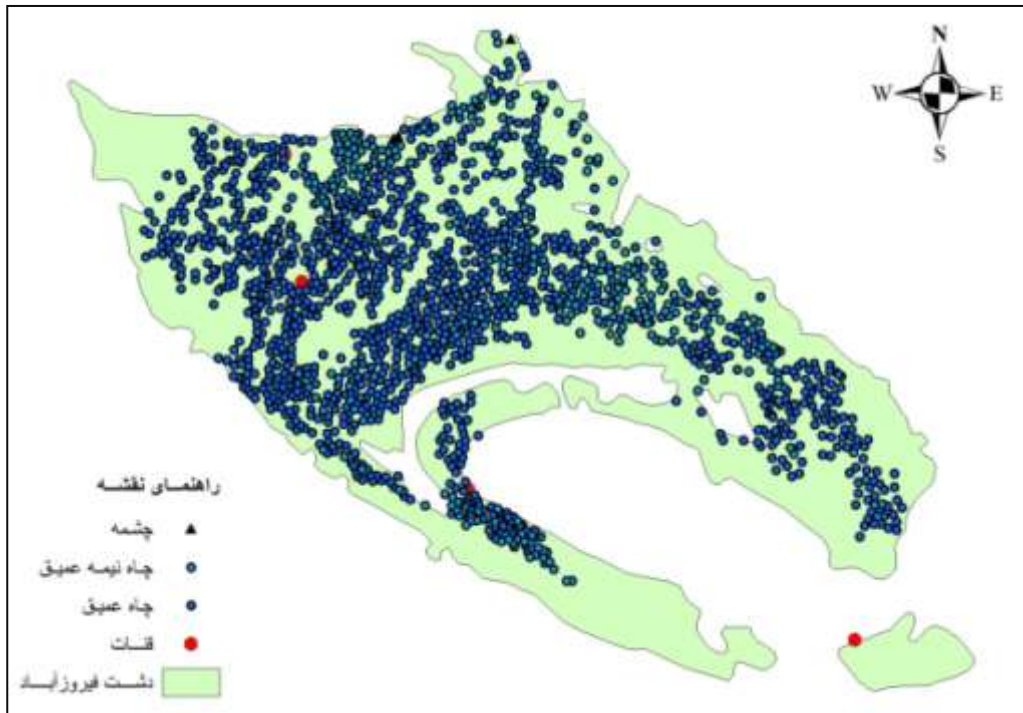 N
W E
S
راهنمای نقشه
چشمه
چاه نیمه عمیق
چاه عمیق
قنات
دشت فیروزآباد